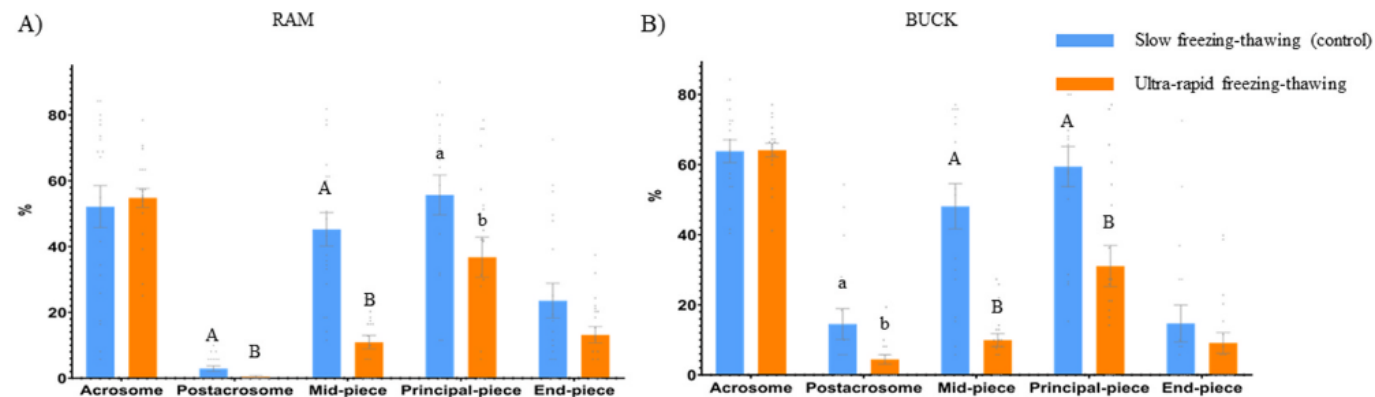 A) RAM
%
80
60
40
20
0
A B A B a b
Acrosome Postacrosome Mid-piece Principal-piece End-piece
B) BUCK
Slow freezing-thawing (control)
Ultra-rapid freezing-thawing
%
80
60
40
20
0
a b A B A B
Acrosome Postacrosome Mid-piece Principal-piece End-piece